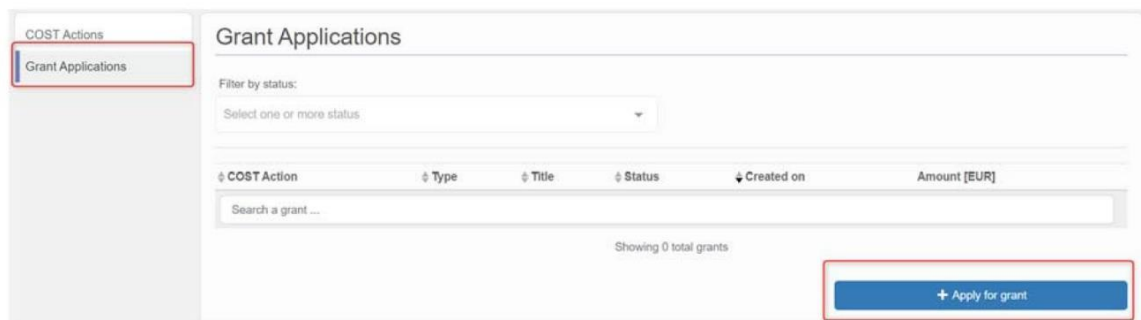 COST Actions
Grant Applications
Grant Applications
Filter by status:
Select one or more status
COST Action Type Title Status Created on Amount [EUR]
Search a grant ...
Showing 0 total grants
+ Apply for grant